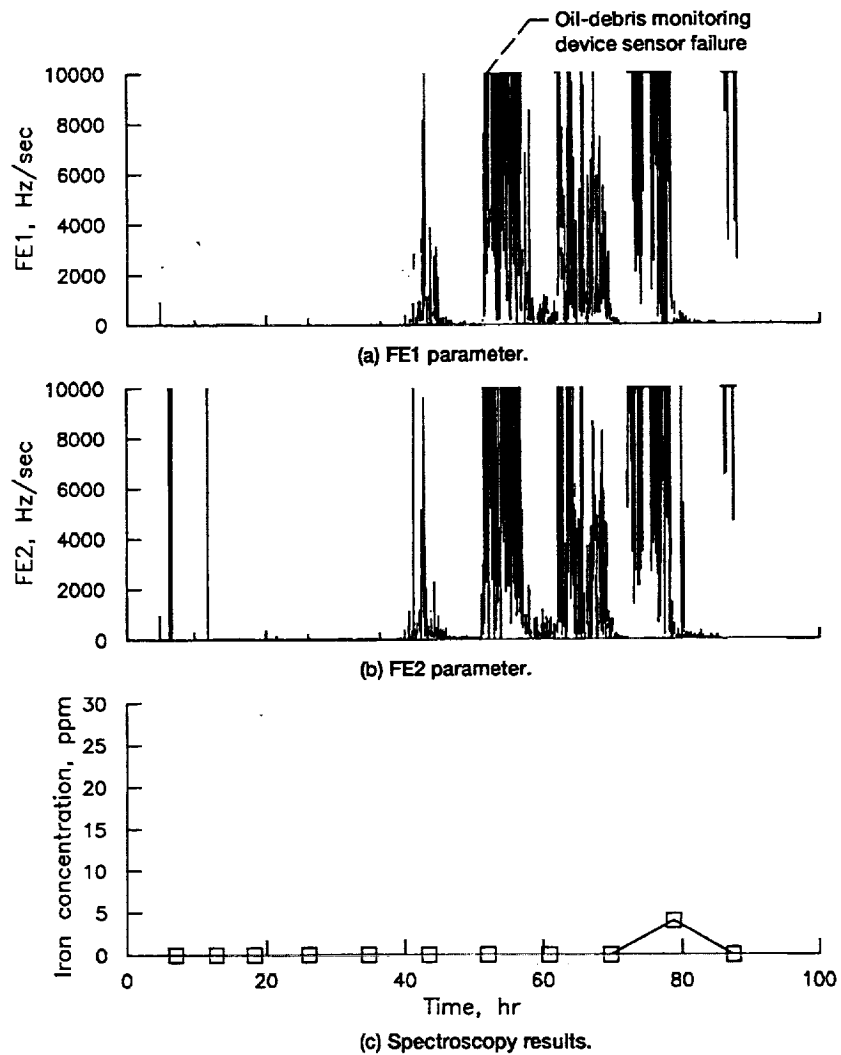 Oil-debris monitoring
device sensor failure
10000
8000
6000
4000
2000
0
FE1, Hz/sec
(a) FE1 parameter.
10000
8000
6000
4000
2000
0
FE2, Hz/sec
(b) FE2 parameter.
30
25
20
15
10
5
0
Iron concentration, ppm
0 20 40 60 80 100
Time, hr
(c) Spectroscopy results.